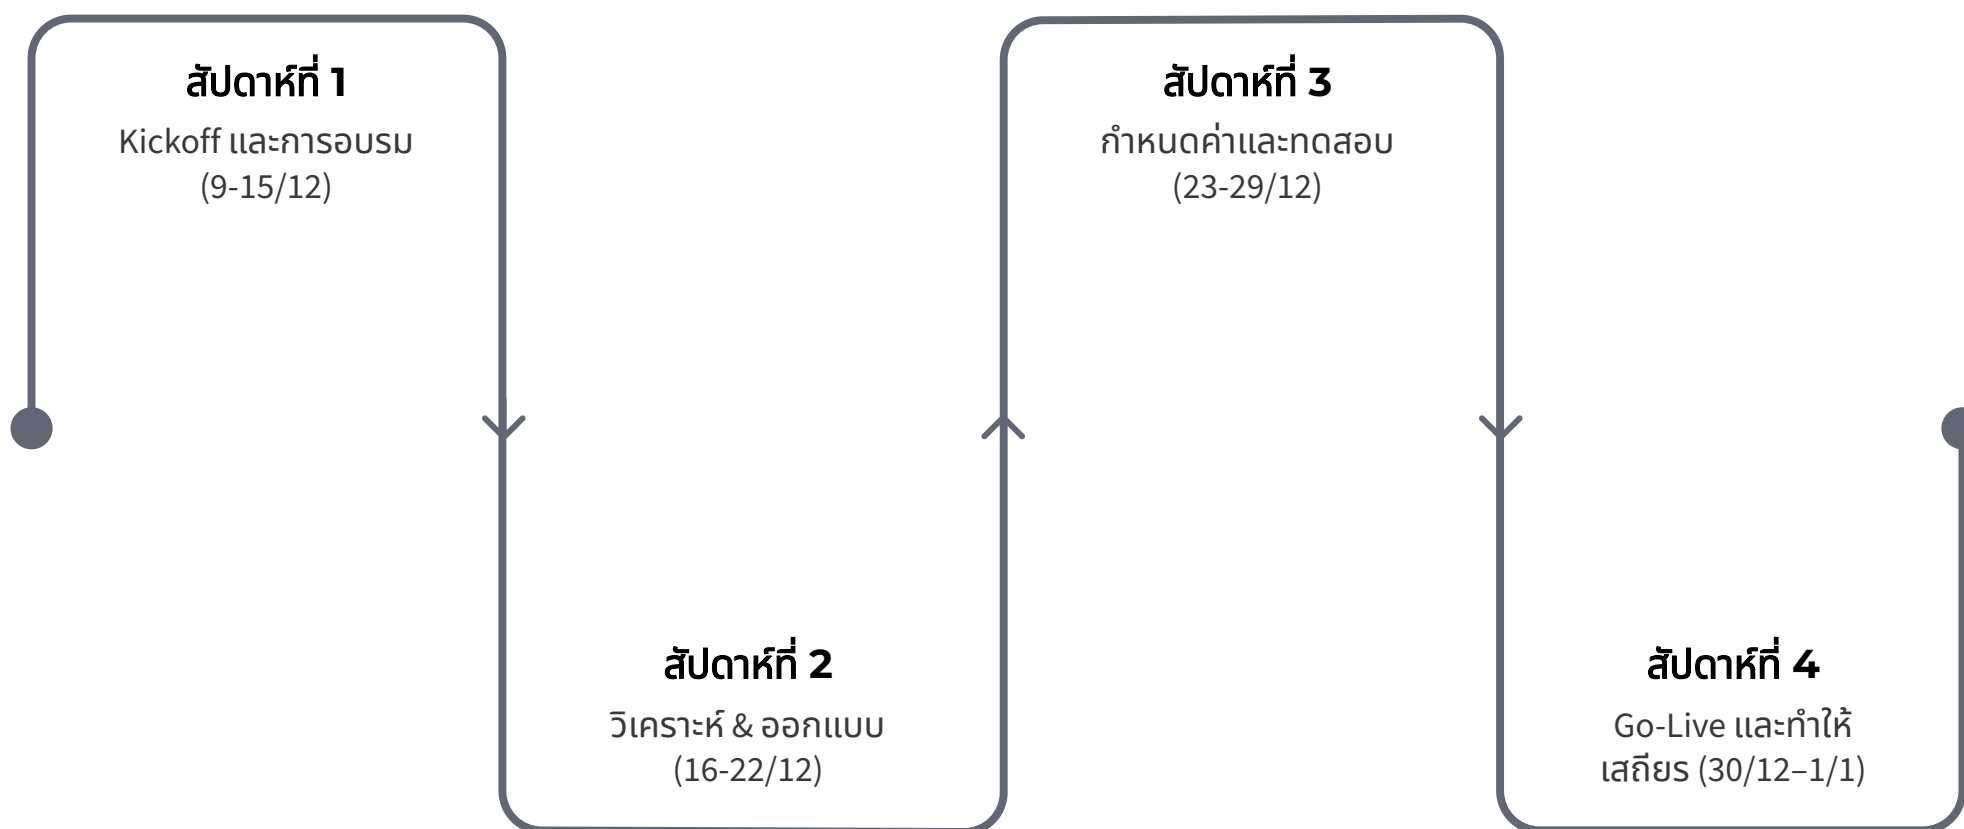 สัปดาห์ที่ 1
Kickoff และการอบรม
(9-15/12)
สัปดาห์ที่ 2
วิเคราะห์ & ออกแบบ
(16-22/12)
สัปดาห์ที่ 3
กำหนดค่าและทดสอบ
(23-29/12)
สัปดาห์ที่ 4
Go-Live และทำให้
เสถียร (30/12–1/1)